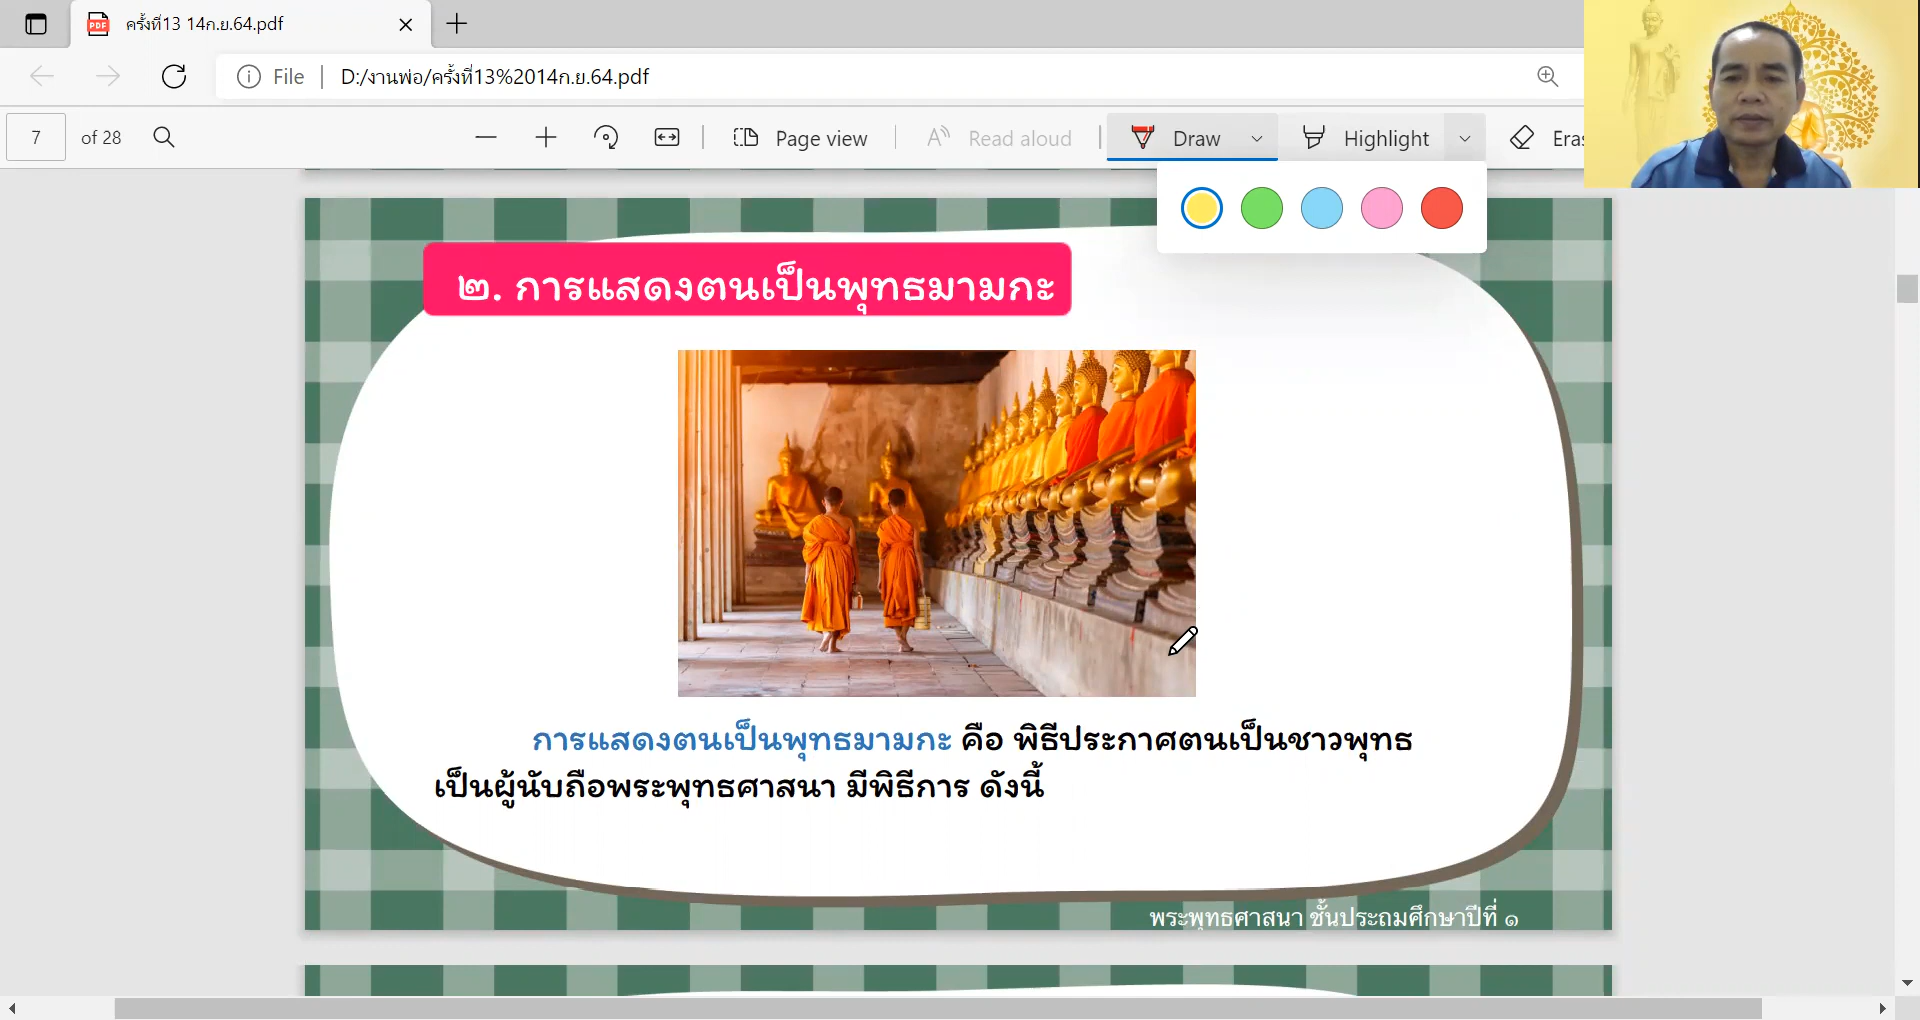 ครั้งที่13 14ก.ย.64.pdf
File
D:/งานพ่อ/ครั้งที่13%2014ก.ย.64.pdf
7 of 28
Page view
Read aloud
Draw
Highlight
๒. การแสดงตนเป็นพุทธมามกะ
การแสดงตนเป็นพุทธมามกะ คือ พิธีประกาศตนเป็นชาวพุทธ
เป็นผู้นับถือพระพุทธศาสนา มีพิธีการ ดังนี้
พระพุทธศาสนา ชั้นประถมศึกษาปีที่ ๑